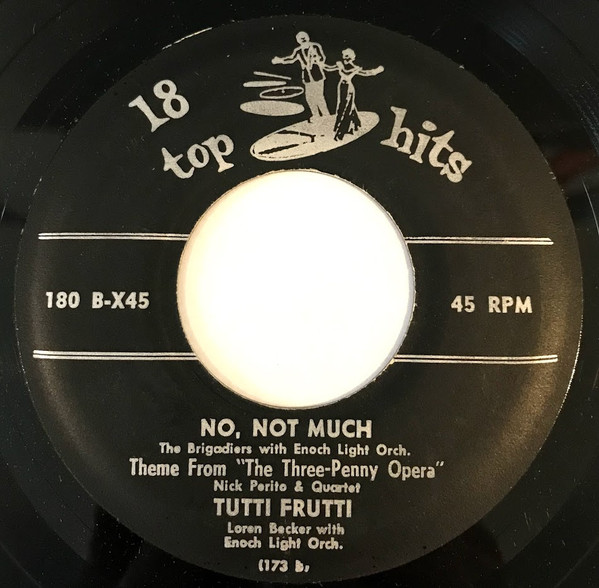 18
top hits
180 B-X45 45 RPM
NO, NOT MUCH
The Brigadiers with Enoch Light Orch.
Theme From "The Three-Penny Opera"
Nick Perito & Quartet
TUTTI FRUTTI
Loren Becker with
Enoch Light Orch.
(173 B,